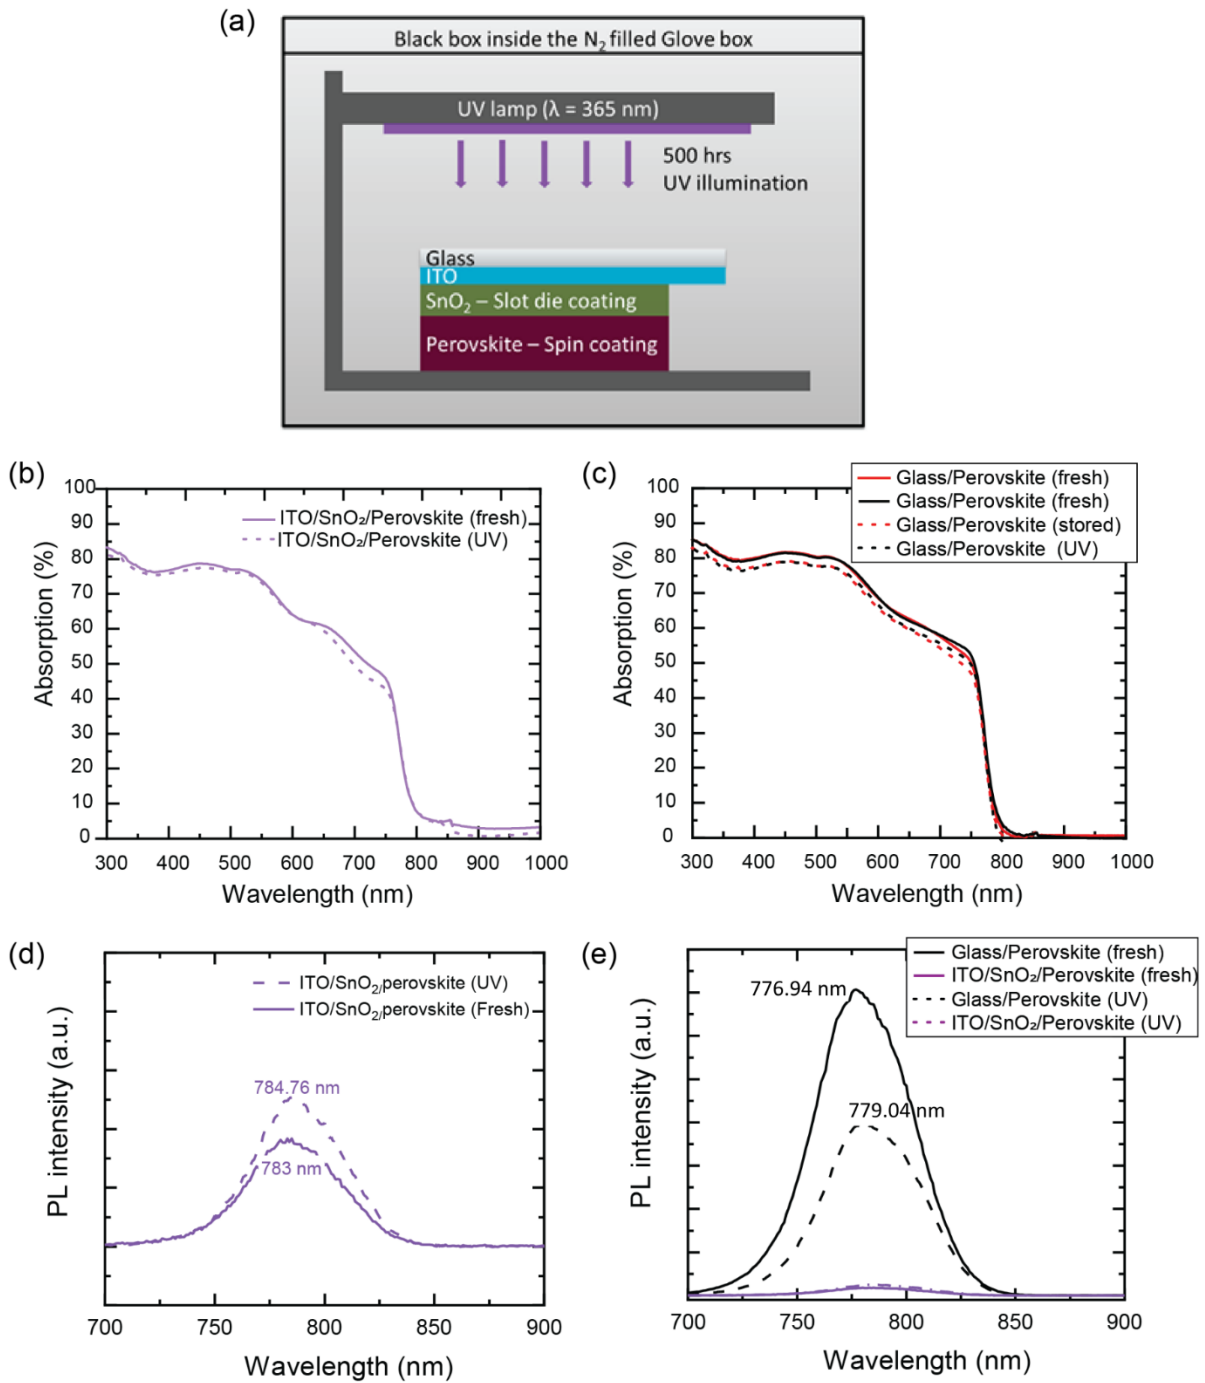 (a)
Black box inside the N₂ filled Glove box
UV lamp (λ = 365 nm)
500 hrs
UV illumination
Glass
ITO
SnO₂ – Slot die coating
Perovskite – Spin coating
(b)
100
90
80
70
60
50
40
30
20
10
0
Absorption (%)
ITO/SnO₂/Perovskite (fresh)
ITO/SnO₂/Perovskite (UV)
300 400 500 600 700 800 900 1000
Wavelength (nm)
(c)
100
90
80
70
60
50
40
30
20
10
0
Absorption (%)
Glass/Perovskite (fresh)
Glass/Perovskite (fresh)
Glass/Perovskite (stored)
Glass/Perovskite (UV)
300 400 500 600 700 800 900 1000
Wavelength (nm)
(d)
PL intensity (a.u.)
ITO/SnO₂/perovskite (UV)
ITO/SnO₂/perovskite (Fresh)
784.76 nm
783 nm
700 750 800 850 900
Wavelength (nm)
(e)
PL intensity (a.u.)
Glass/Perovskite (fresh)
ITO/SnO₂/Perovskite (fresh)
Glass/Perovskite (UV)
ITO/SnO₂/Perovskite (UV)
776.94 nm
779.04 nm
700 750 800 850 900
Wavelength (nm)